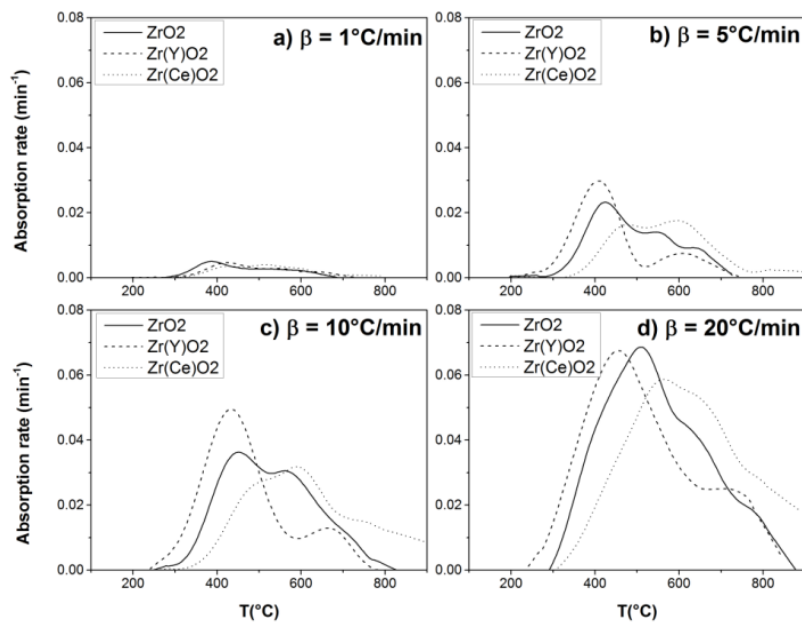 a) β = 1°C/min
ZrO2
Zr(Y)O2
Zr(Ce)O2
0.08
0.06
0.04
0.02
0.00
200 400 600 800
Absorption rate (min⁻¹)
b) β = 5°C/min
ZrO2
Zr(Y)O2
Zr(Ce)O2
0.08
0.06
0.04
0.02
0.00
200 400 600 800
c) β = 10°C/min
ZrO2
Zr(Y)O2
Zr(Ce)O2
0.08
0.06
0.04
0.02
0.00
200 400 600 800
Absorption rate (min⁻¹)
T(°C)
d) β = 20°C/min
ZrO2
Zr(Y)O2
Zr(Ce)O2
0.08
0.06
0.04
0.02
0.00
200 400 600 800
T(°C)